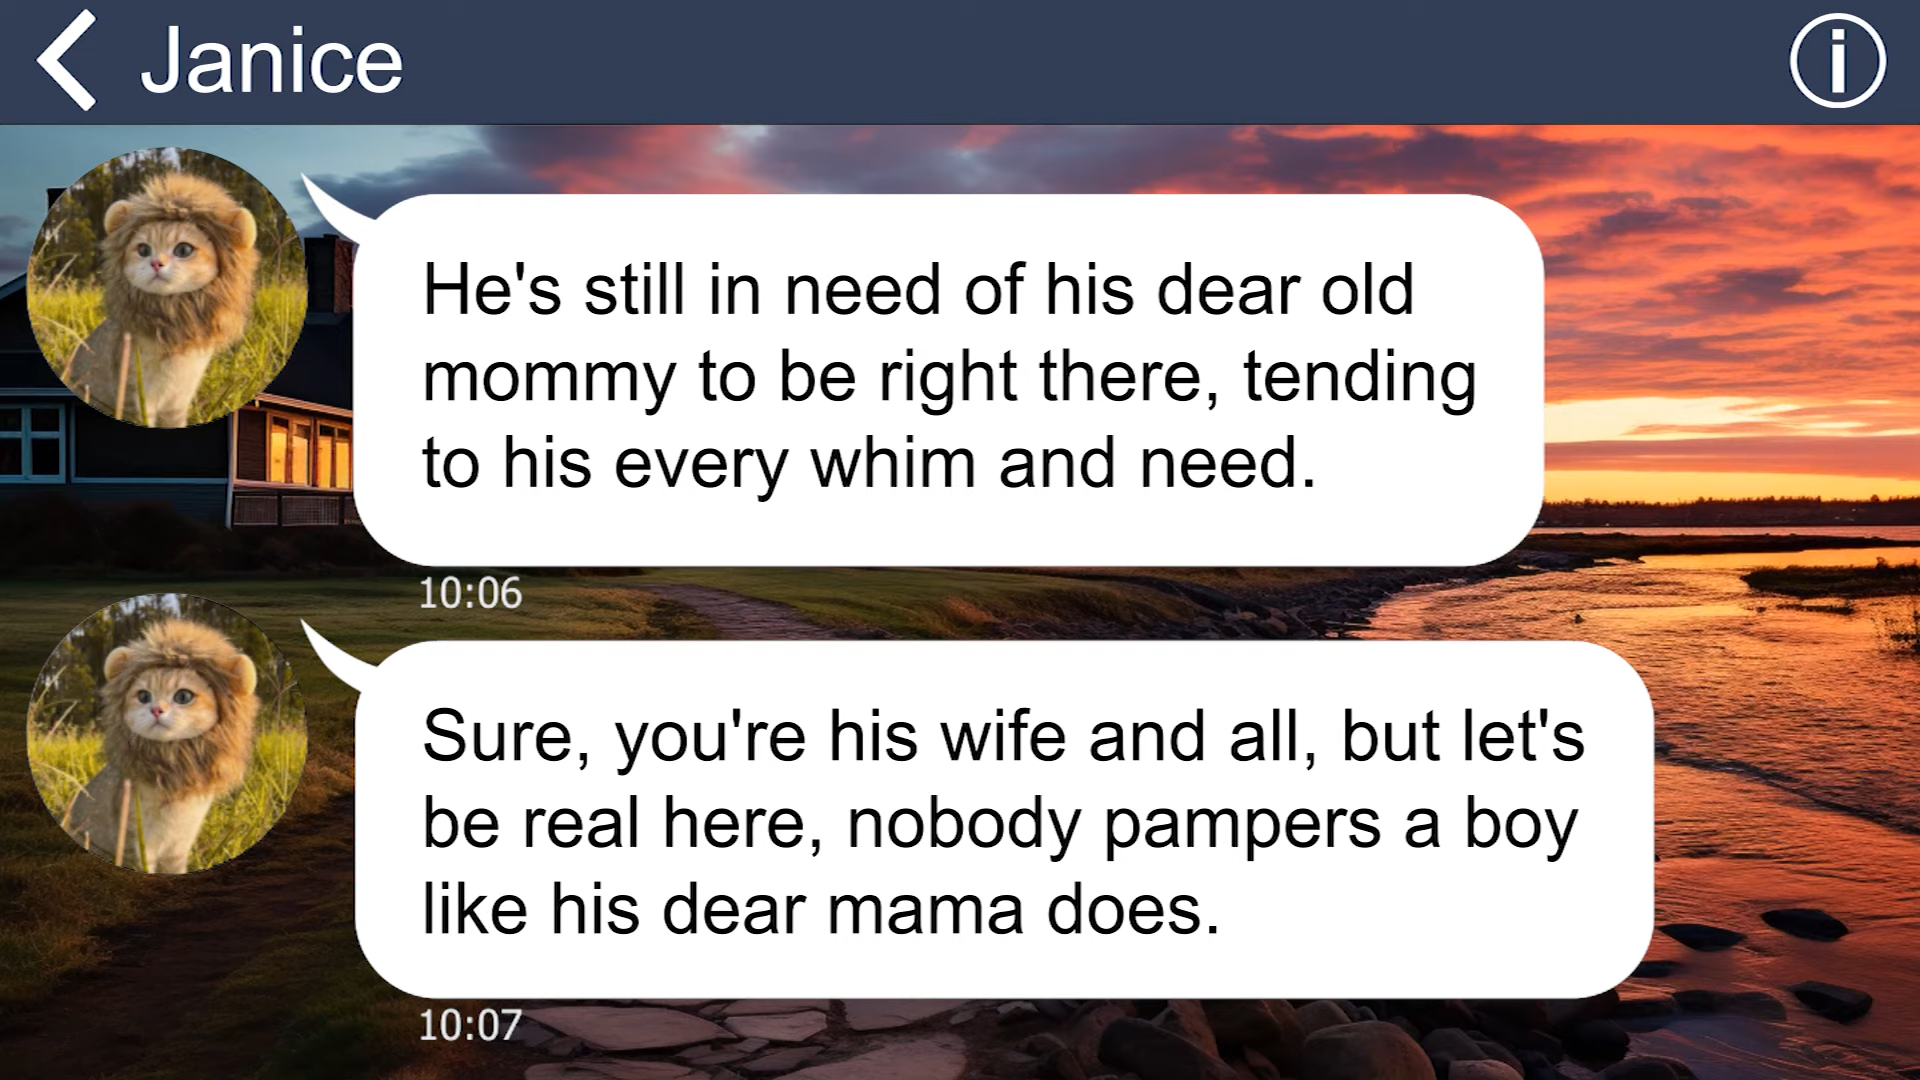 Janice
He's still in need of his dear old
mommy to be right there, tending
to his every whim and need.
10:06
Sure, you're his wife and all, but let's
be real here, nobody pampers a boy
like his dear mama does.
10:07